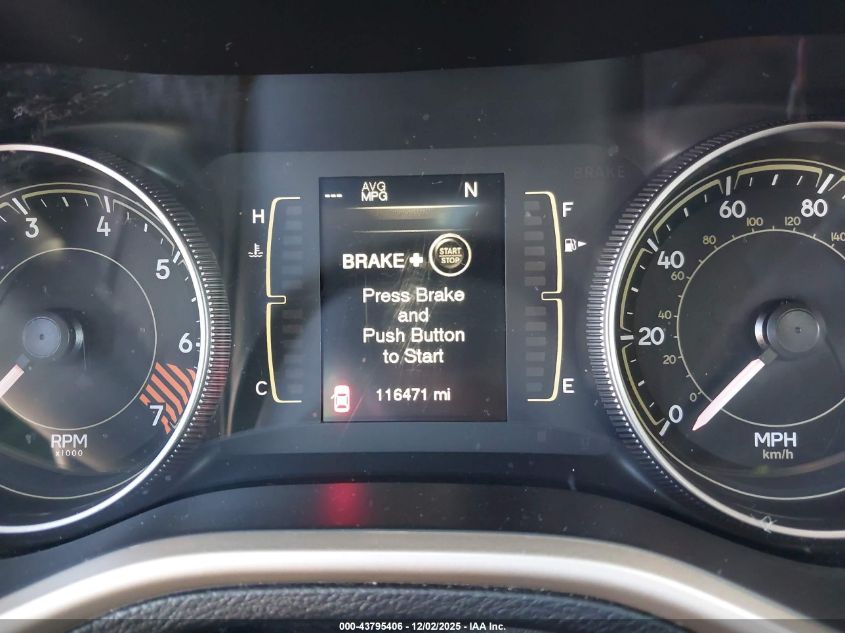 --- AVG MPG N
BRAKE
H
F
BRAKE + START STOP
Press Brake
and
Push Button
to Start
C
E
116471 mi
3 4 5 6 7
RPM
x1000
0 20 40 60 80
0 20 40 60 80 100 120 140
MPH
km/h
000-43795406 - 12/02/2025 - IAA Inc.